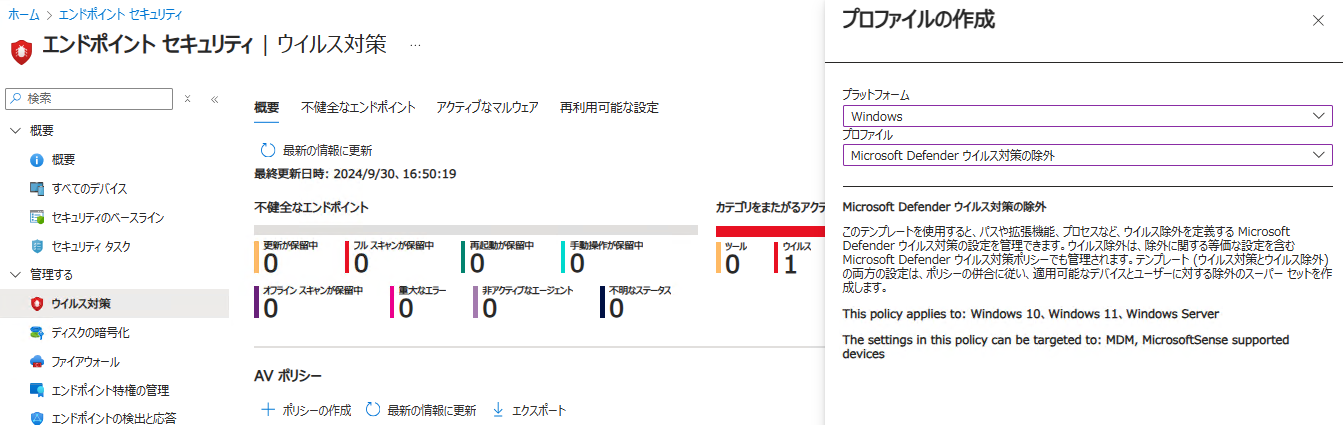 ホーム > エンドポイント セキュリティ
エンドポイント セキュリティ | ウイルス対策 …
検索
概要
概要
すべてのデバイス
セキュリティのベースライン
セキュリティ タスク
管理する
ウイルス対策
ディスクの暗号化
ファイアウォール
エンドポイント特権の管理
エンドポイントの検出と応答
概要 不健全なエンドポイント アクティブなマルウェア 再利用可能な設定
最新の情報に更新
最終更新日時: 2024/9/30、16:50:19
不健全なエンドポイント
更新が保留中 フル スキャンが保留中 再起動が保留中 手動操作が保留中
0 0 0 0
オフライン スキャンが保留中 重大なエラー 非アクティブなエージェント 不明なステータス
0 0 0 0
カテゴリをまたがるアクテ
ツール ウイルス
0 1
AV ポリシー
ポリシーの作成 最新の情報に更新 エクスポート
プロファイルの作成
プラットフォーム
Windows
プロファイル
Microsoft Defender ウイルス対策の除外
Microsoft Defender ウイルス対策の除外
このテンプレートを使用すると、パスや拡張機能、プロセスなど、ウイルス除外を定義する Microsoft
Defender ウイルス対策の設定を管理できます。ウイルス除外は、除外に関する等価な設定を含む
Microsoft Defender ウイルス対策ポリシーでも管理されます。テンプレート (ウイルス対策とウイルス除外)
の両方の設定は、ポリシーの併合に従い、適用可能なデバイスとユーザーに対する除外のスーパー セットを作
成します。
This policy applies to: Windows 10、Windows 11、Windows Server
The settings in this policy can be targeted to: MDM, MicrosoftSense supported
devices